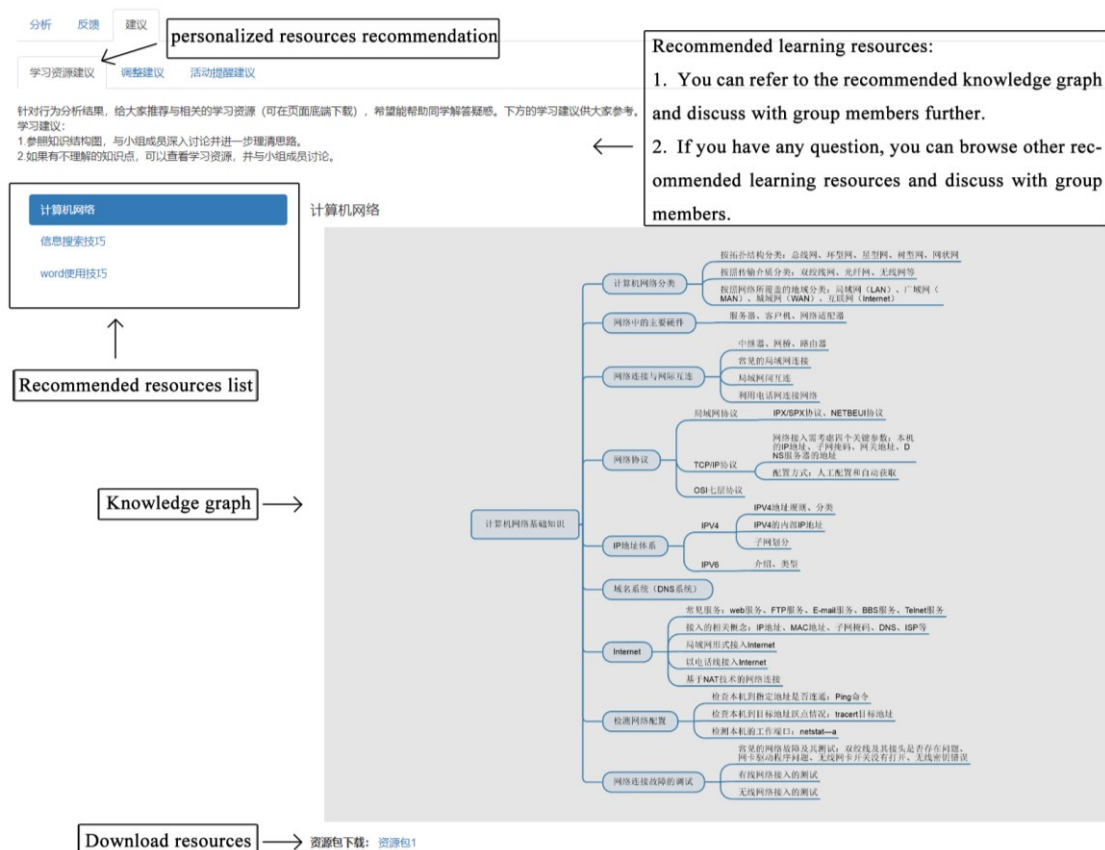 分析 反馈 建议
personalized resources recommendation
学习资源建议 调整建议 活动提醒建议
针对行为分析结果，给大家推荐与相关的学习资源（可在页面底端下载），希望能帮助同学解答疑惑。下方的学习建议供大家参考。
学习建议：
1.参照知识结构图，与小组成员深入讨论并进一步理清思路。
2.如果有不理解的知识点，可以查看学习资源，并与小组成员讨论。
Recommended learning resources:
1. You can refer to the recommended knowledge graph
and discuss with group members further.
2. If you have any question, you can browse other rec-
ommended learning resources and discuss with group
members.
计算机网络
信息搜索技巧
word使用技巧
Recommended resources list
计算机网络
Knowledge graph
计算机网络基础知识
计算机网络分类
按拓扑结构分类：总线网、环型网、星型网、树型网、网状网
按照传输介质分类：双绞线网、光纤网、无线网等
按照网络所覆盖的地域分类：局域网（LAN）、广域网（
MAN）、城域网（WAN）、互联网（Internet）
网络中的主要硬件
服务器、客户机、网络适配器
网络连接与网际互连
中继器、网桥、路由器
常见的局域网连接
局域网间互连
利用电话网连接网络
网络协议
局域网协议
IPX/SPX协议、NETBEUI协议
TCP/IP协议
网络接入需考虑四个关键参数：本机
的IP地址、子网掩码、网关地址、D
NS服务器的地址
配置方式：人工配置和自动获取
OSI七层协议
IP地址体系
IPV4
IPV4地址规则、分类
IPV4的内部IP地址
子网划分
IPV6
介绍、类型
域名系统（DNS系统）
Internet
常见服务：web服务、FTP服务、E-mail服务、BBS服务、Telnet服务
接入的相关概念：IP地址、MAC地址、子网掩码、DNS、ISP等
局域网形式接入Internet
以电话线接入Internet
基于NAT技术的网络连接
检测网络配置
检查本机到指定地址是否连通：Ping命令
检查本机到目标地址跃点情况：tracert目标地址
检测本机的工作端口：netstat—a
网络连接故障的调试
常见的网络故障及其测试：双绞线及其接头是否存在问题、
网卡驱动程序问题、无线网卡开关没有打开、无线密钥错误
有线网络接入的测试
无线网络接入的测试
Download resources
资源包下载： 资源包1